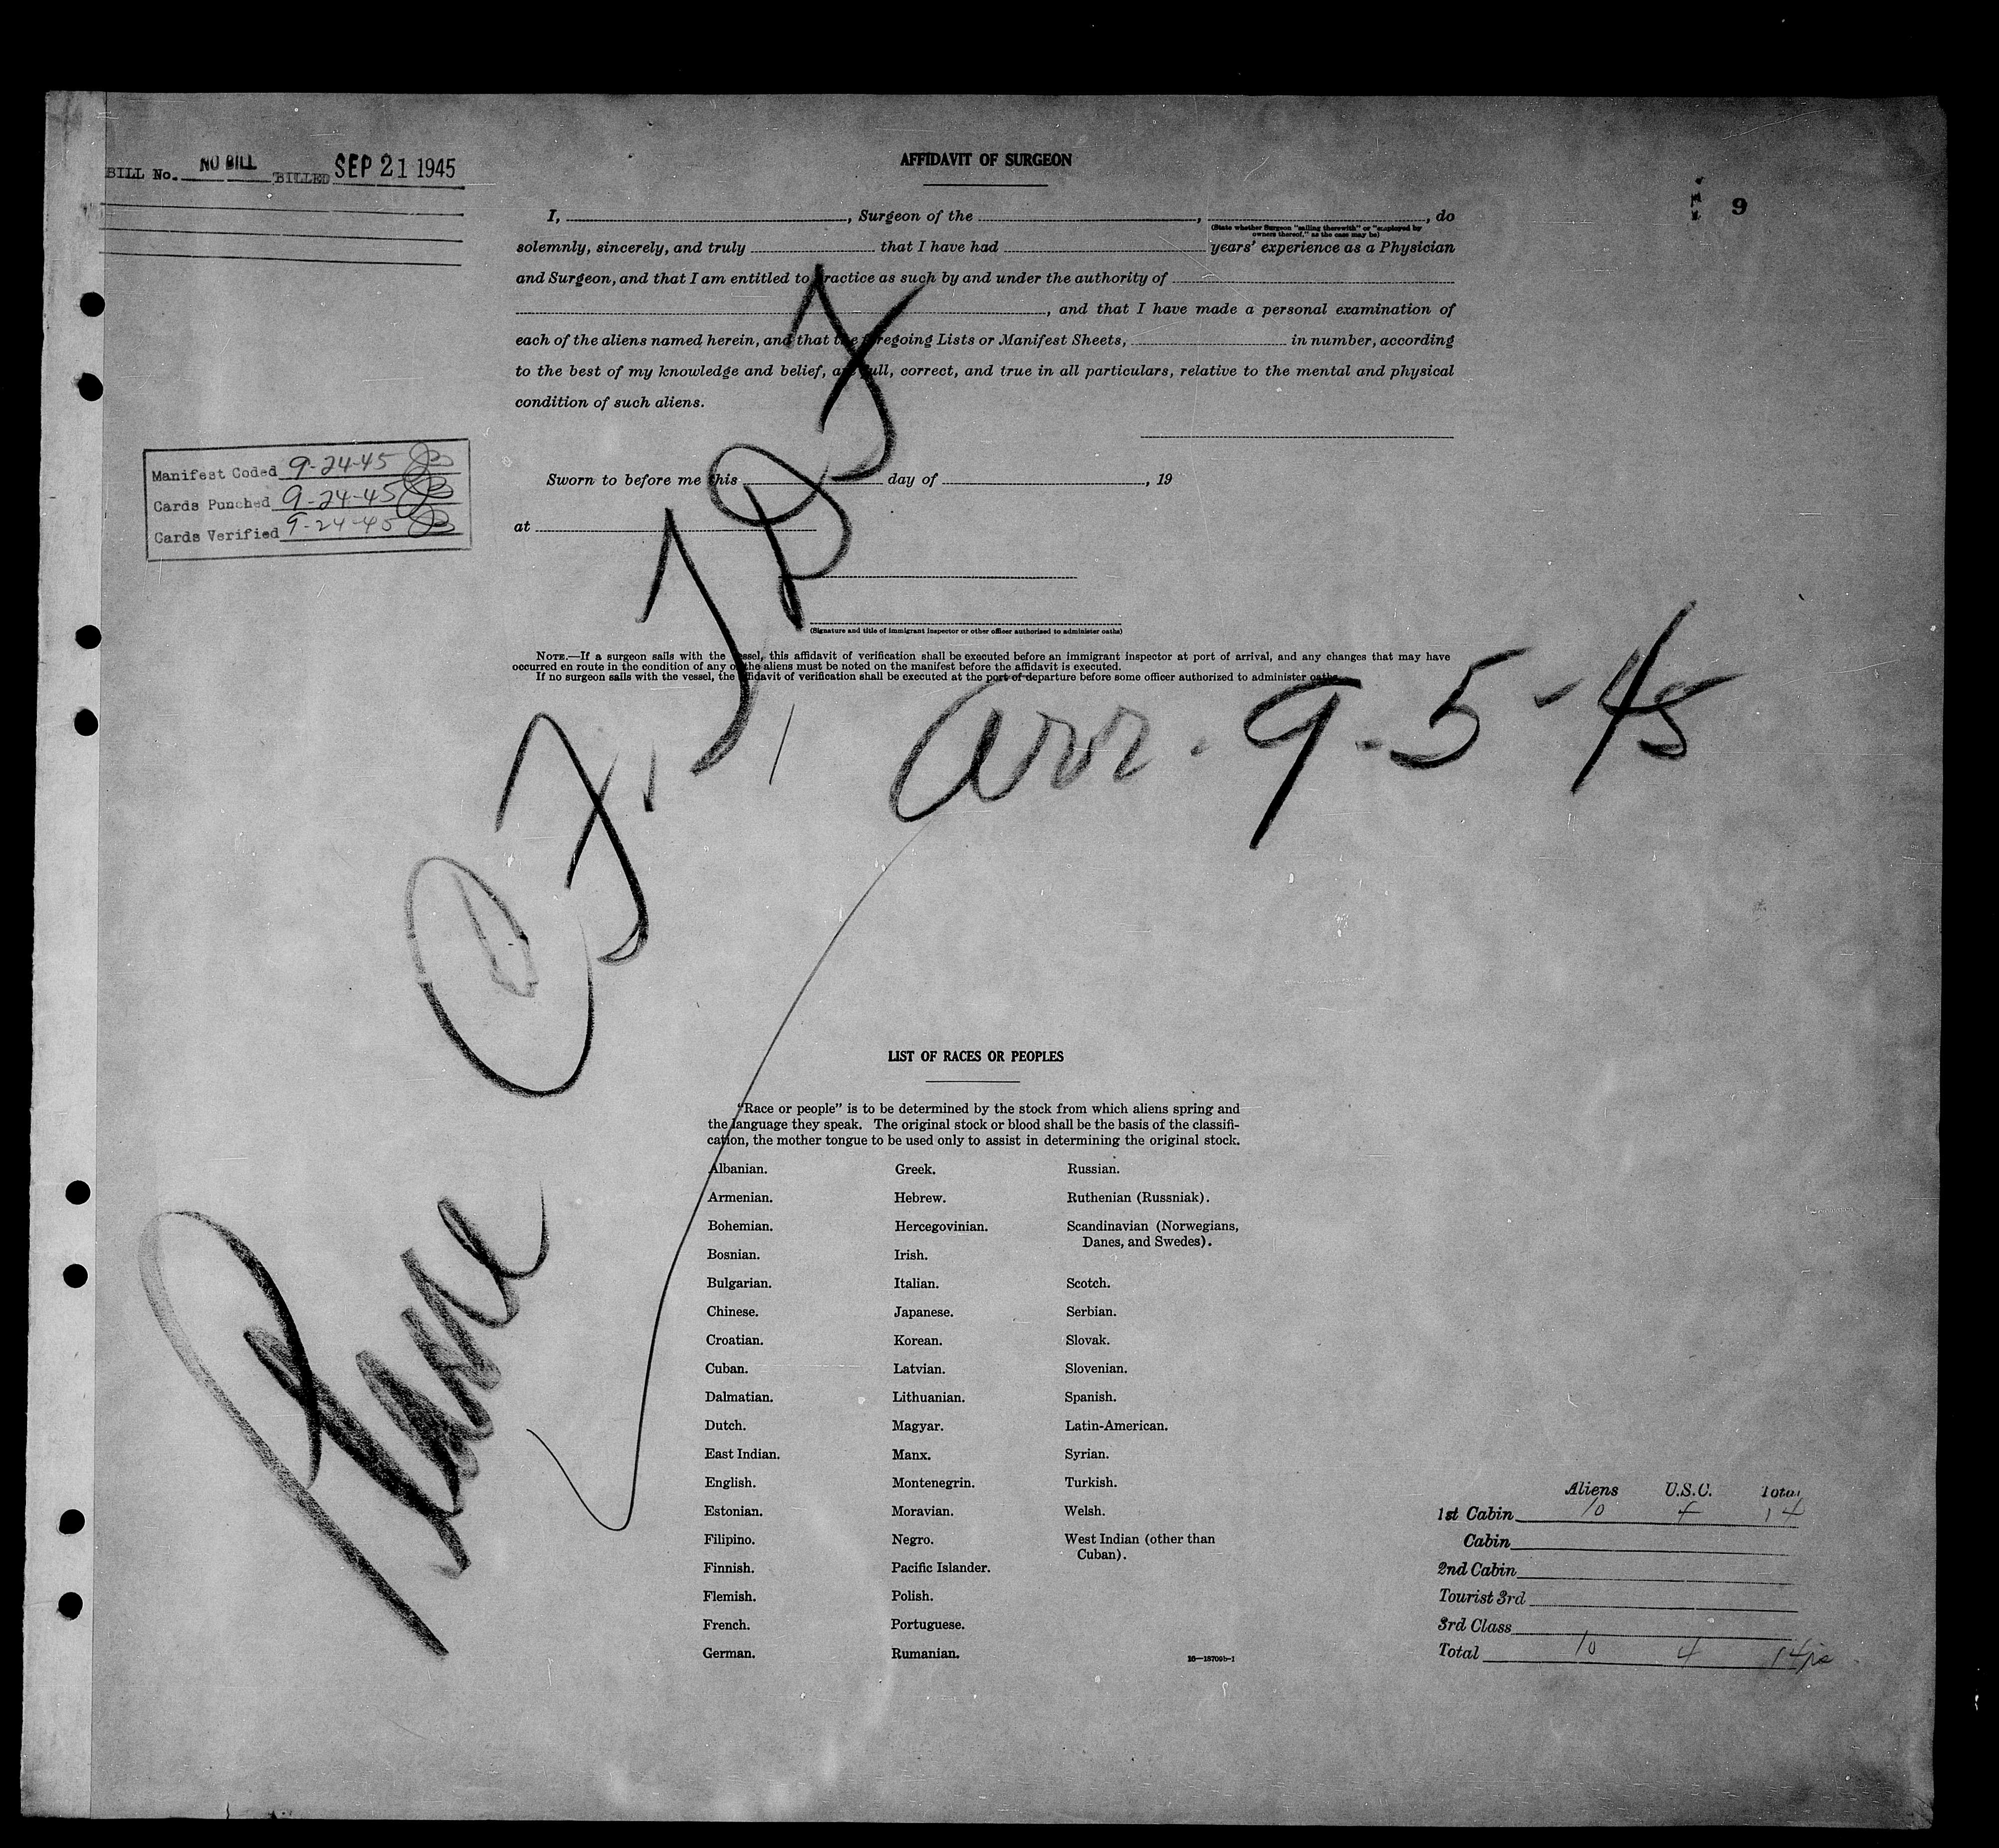 BILL No. NO BILL BILLED SEP 21 1945
AFFIDAVIT OF SURGEON
9
I, , Surgeon of the , , do
(State whether Surgeon "sailing therewith" or "employed by
owners thereof," as the case may be)
solemnly, sincerely, and truly that I have had years' experience as a Physician
and Surgeon, and that I am entitled to practice as such by and under the authority of
, and that I have made a personal examination of
each of the aliens named herein, and that the foregoing Lists or Manifest Sheets, in number, according
to the best of my knowledge and belief, are full, correct, and true in all particulars, relative to the mental and physical
condition of such aliens.
Manifest Coded 9-24-45
Cards Punched 9-24-45
Cards Verified 9-24-45
Sworn to before me this day of , 19
at
(Signature and title of immigrant inspector or other officer authorized to administer oaths)
NOTE.—If a surgeon sails with the vessel, this affidavit of verification shall be executed before an immigrant inspector at port of arrival, and any changes that may have
occurred en route in the condition of any of the aliens must be noted on the manifest before the affidavit is executed.
If no surgeon sails with the vessel, the affidavit of verification shall be executed at the port of departure before some officer authorized to administer oaths.
Plane
arr. 9-5-45
LIST OF RACES OR PEOPLES
"Race or people" is to be determined by the stock from which aliens spring and
the language they speak. The original stock or blood shall be the basis of the classifi-
cation, the mother tongue to be used only to assist in determining the original stock.
Albanian.
Armenian.
Bohemian.
Bosnian.
Bulgarian.
Chinese.
Croatian.
Cuban.
Dalmatian.
Dutch.
East Indian.
English.
Estonian.
Filipino.
Finnish.
Flemish.
French.
German.
Greek.
Hebrew.
Hercegovinian.
Irish.
Italian.
Japanese.
Korean.
Latvian.
Lithuanian.
Magyar.
Manx.
Montenegrin.
Moravian.
Negro.
Pacific Islander.
Polish.
Portuguese.
Rumanian.
Russian.
Ruthenian (Russniak).
Scandinavian (Norwegians,
Danes, and Swedes).
Scotch.
Serbian.
Slovak.
Slovenian.
Spanish.
Latin-American.
Syrian.
Turkish.
Welsh.
West Indian (other than
Cuban).
16—18709b-1
Aliens U.S.C. Total
1st Cabin 10 4 14
Cabin
2nd Cabin
Tourist 3rd
3rd Class
Total 10 4 14